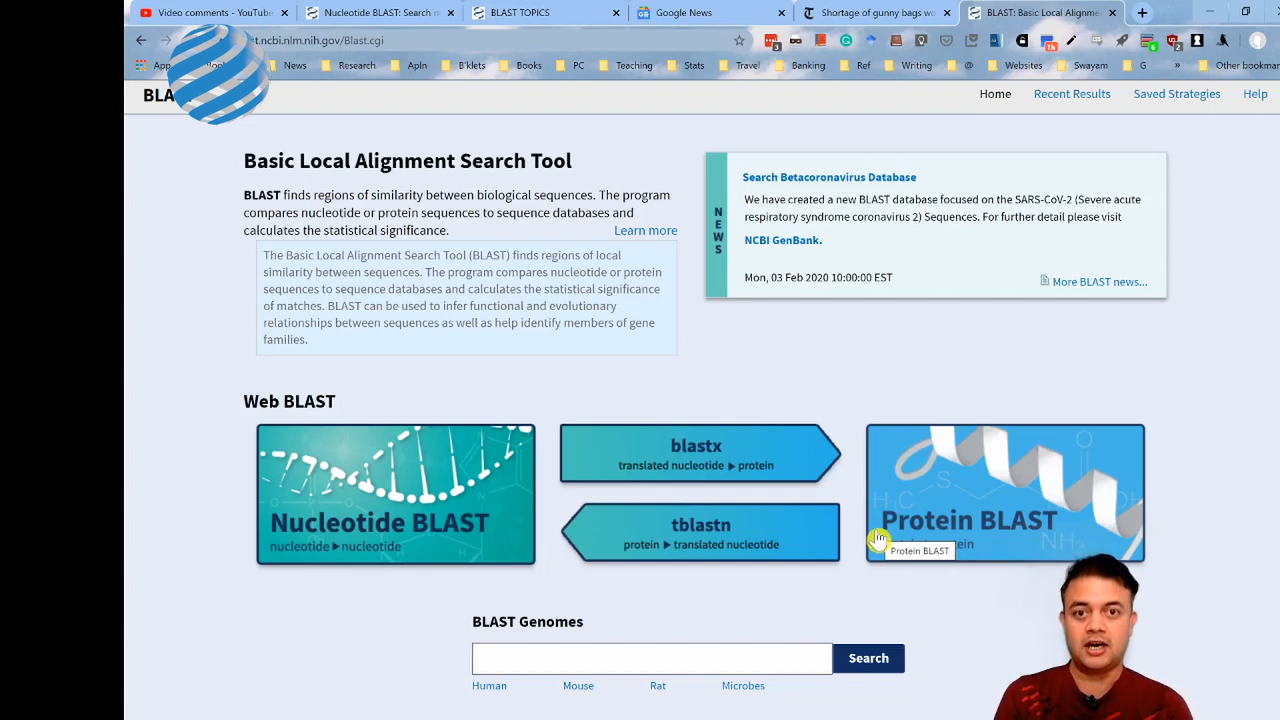 Video comments - YouTube
Nucleotide BLAST: Search n
BLAST TOPICS
Google News
Shortage of gunny bags wo
BLAST: Basic Local Alignmen
t.ncbi.nlm.nih.gov/Blast.cgi
News
Research
ApIn
B'klets
Books
PC
Teaching
Stats
Travel
Banking
Ref
Writing
@
Websites
Swayam
G
»
Other bookmar
BLA
Home
Recent Results
Saved Strategies
Help
Basic Local Alignment Search Tool
BLAST finds regions of similarity between biological sequences. The program
compares nucleotide or protein sequences to sequence databases and
calculates the statistical significance.
Learn more
The Basic Local Alignment Search Tool (BLAST) finds regions of local
similarity between sequences. The program compares nucleotide or protein
sequences to sequence databases and calculates the statistical significance
of matches. BLAST can be used to infer functional and evolutionary
relationships between sequences as well as help identify members of gene
families.
NEWS
Search Betacoronavirus Database
We have created a new BLAST database focused on the SARS-CoV-2 (Severe acute
respiratory syndrome coronavirus 2) Sequences. For further detail please visit
NCBI GenBank.
Mon, 03 Feb 2020 10:00:00 EST
More BLAST news...
Web BLAST
Nucleotide BLAST
nucleotide ▶ nucleotide
blastx
translated nucleotide ▶ protein
tblastn
protein ▶ translated nucleotide
Protein BLAST
Protein BLAST
BLAST Genomes
Search
Human
Mouse
Rat
Microbes